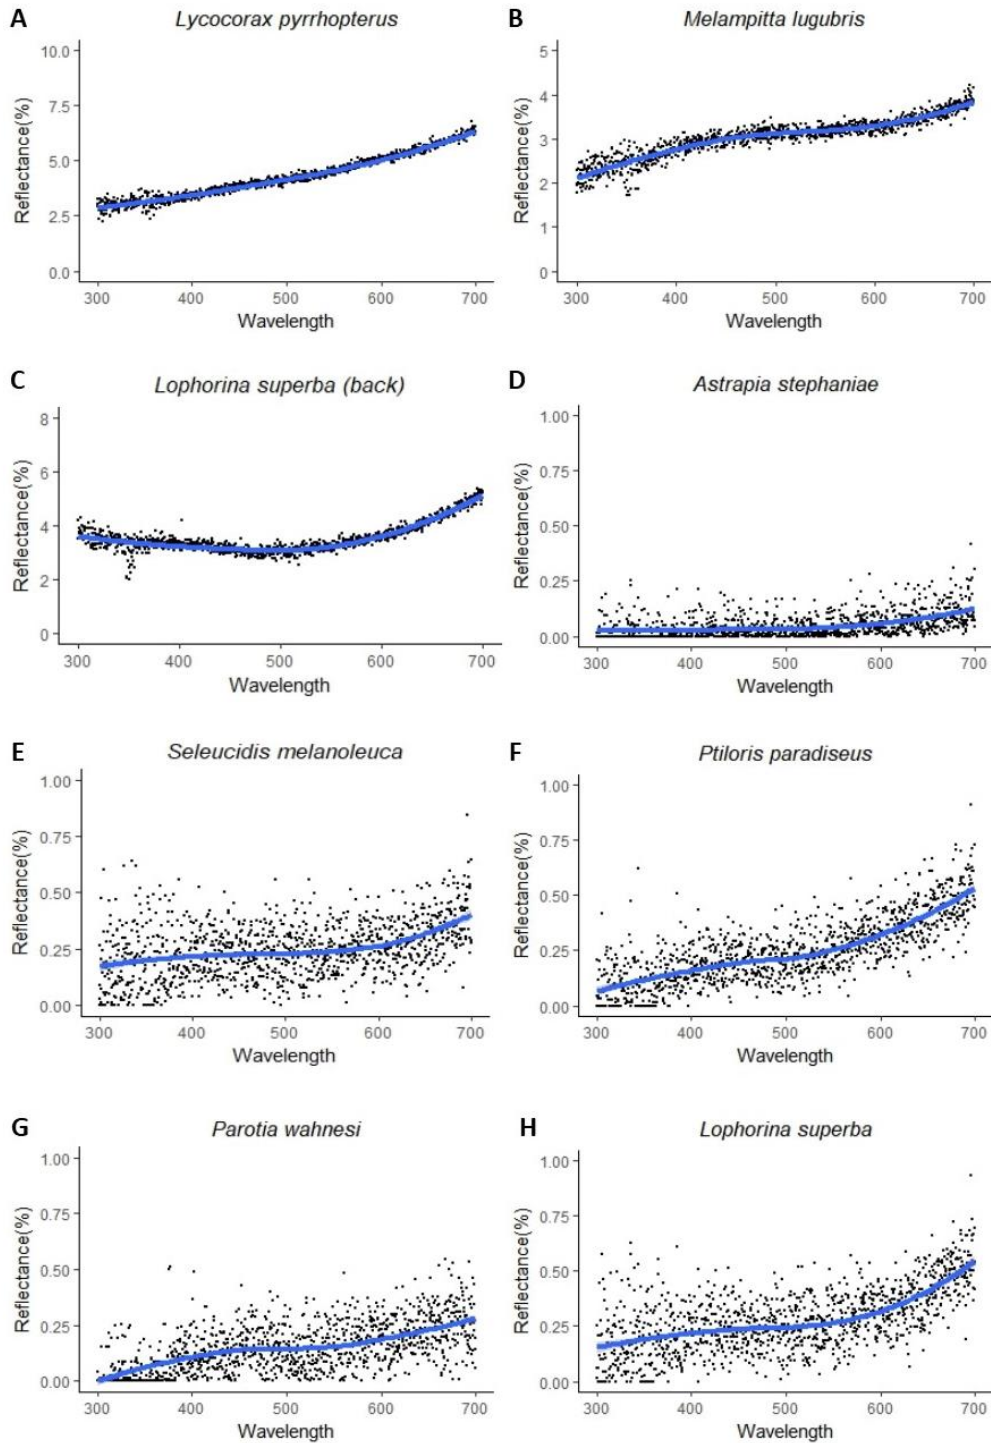 A
Lycocorax pyrrhopterus
Reflectance(%)
10.0
7.5
5.0
2.5
0.0
300 400 500 600 700
Wavelength
B
Melampitta lugubris
Reflectance(%)
5
4
3
2
1
0
300 400 500 600 700
Wavelength
C
Lophorina superba (back)
Reflectance(%)
8
6
4
2
0
300 400 500 600 700
Wavelength
D
Astrapia stephaniae
Reflectance(%)
1.00
0.75
0.50
0.25
0.00
300 400 500 600 700
Wavelength
E
Seleucidis melanoleuca
Reflectance(%)
1.00
0.75
0.50
0.25
0.00
300 400 500 600 700
Wavelength
F
Ptiloris paradiseus
Reflectance(%)
1.00
0.75
0.50
0.25
0.00
300 400 500 600 700
Wavelength
G
Parotia wahnesi
Reflectance(%)
1.00
0.75
0.50
0.25
0.00
300 400 500 600 700
Wavelength
H
Lophorina superba
Reflectance(%)
1.00
0.75
0.50
0.25
0.00
300 400 500 600 700
Wavelength